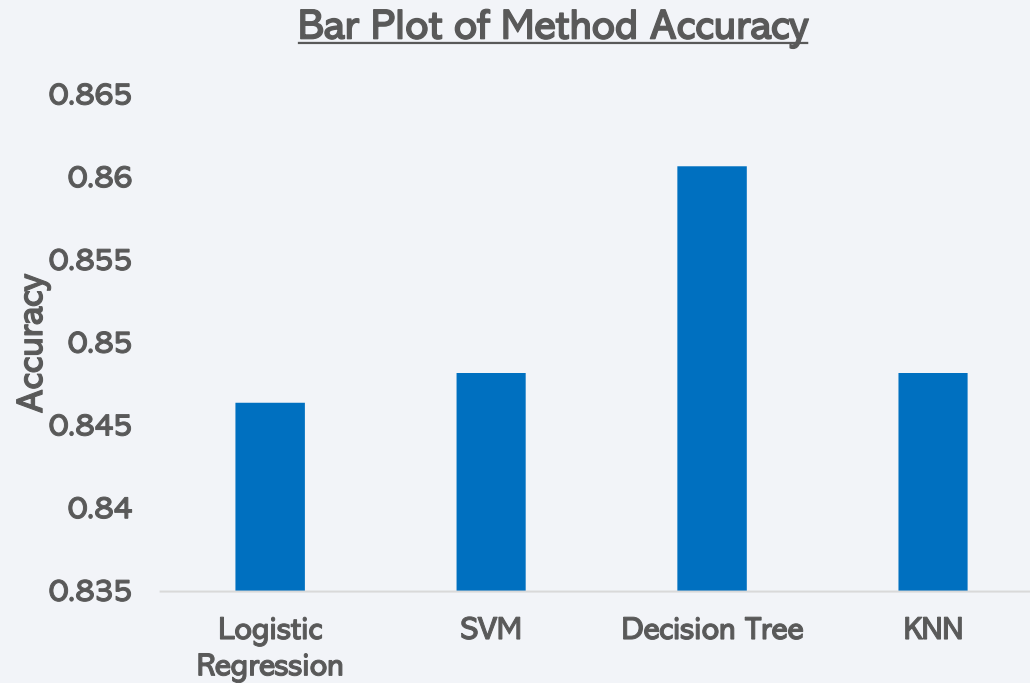 Bar Plot of Method Accuracy
0.865
0.86
0.855
0.85
0.845
0.84
0.835
Accuracy
Logistic
Regression
SVM
Decision Tree
KNN